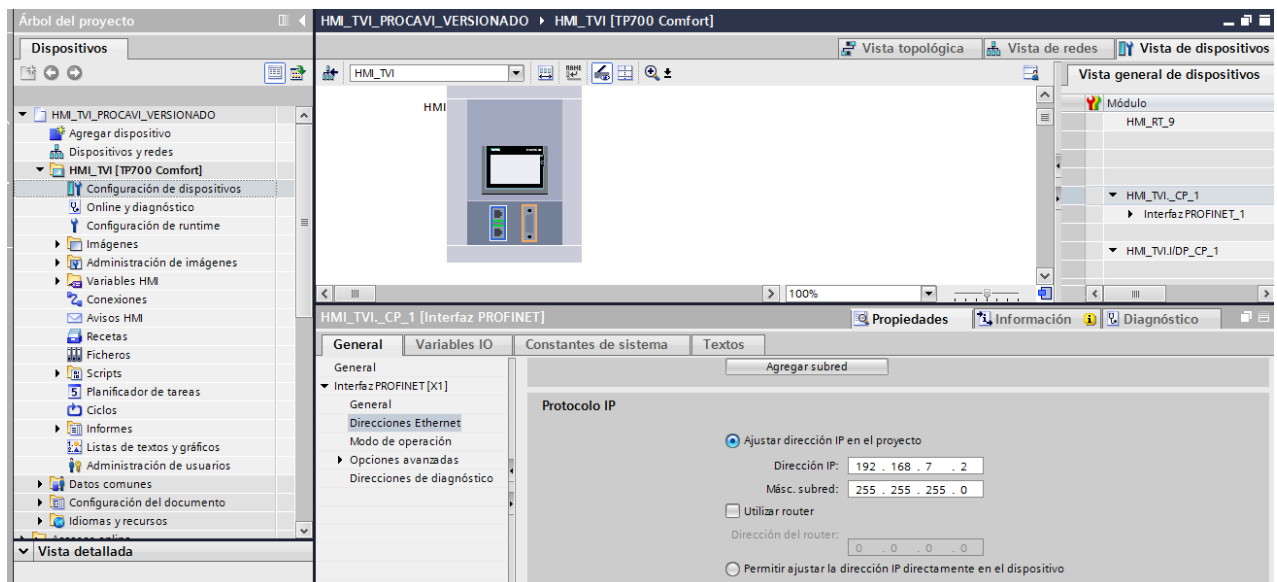 Árbol del proyecto
Dispositivos
HMI_TVI_PROCAVI_VERSIONADO
Agregar dispositivo
Dispositivos y redes
HMI_TVI [TP700 Comfort]
Configuración de dispositivos
Online y diagnóstico
Configuración de runtime
Imágenes
Administración de imágenes
Variables HMI
Conexiones
Avisos HMI
Recetas
Ficheros
Scripts
Planificador de tareas
Ciclos
Informes
Listas de textos y gráficos
Administración de usuarios
Datos comunes
Configuración del documento
Idiomas y recursos
Vista detallada
HMI_TVI_PROCAVI_VERSIONADO HMI_TVI [TP700 Comfort]
Vista topológica Vista de redes Vista de dispositivos
HMI_TVI
HMI
100%
Vista general de dispositivos
Módulo
HMI_RT_9
HMI_TVI._CP_1
Interfaz PROFINET_1
HMI_TVI.I/DP_CP_1
HMI_TVI._CP_1 [Interfaz PROFINET]
Propiedades Información Diagnóstico
General Variables IO Constantes de sistema Textos
General
Interfaz PROFINET [X1]
General
Direcciones Ethernet
Modo de operación
Opciones avanzadas
Direcciones de diagnóstico
Agregar subred
Protocolo IP
Ajustar dirección IP en el proyecto
Dirección IP: 192 . 168 . 7 . 2
Másc. subred: 255 . 255 . 255 . 0
Utilizar router
Dirección del router: 0 . 0 . 0 . 0
Permitir ajustar la dirección IP directamente en el dispositivo